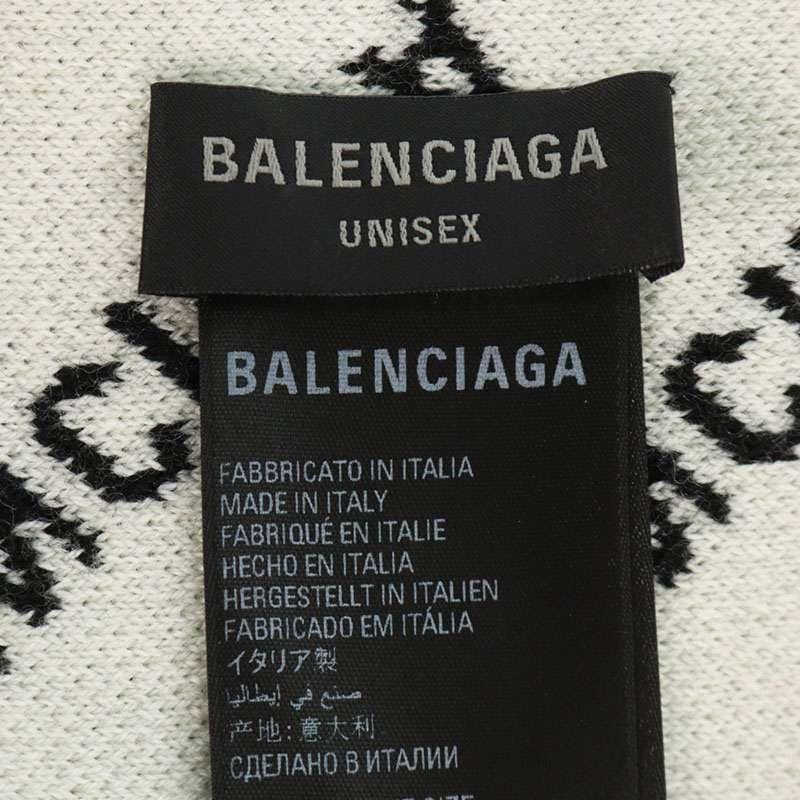 BALENCIAGA
UNISEX
BALENCIAGA
FABBRICATO IN ITALIA
MADE IN ITALY
FABRIQUÉ EN ITALIE
HECHO EN ITALIA
HERGESTELLT IN ITALIEN
FABRICADO EM ITÁLIA
イタリア製
صنع في إيطاليا
产地:意大利
СДЕЛАНО В ИТАЛИИ